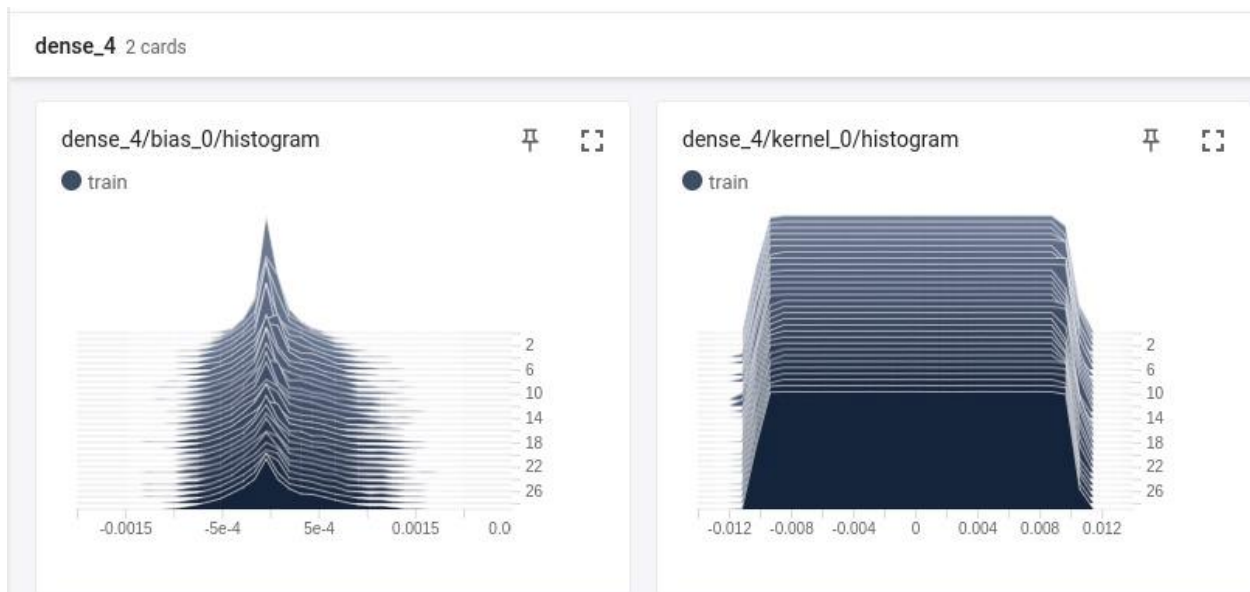 dense_4 2 cards
dense_4/bias_0/histogram
train
2
6
10
14
18
22
26
-0.0015 -5e-4 5e-4 0.0015 0.0
dense_4/kernel_0/histogram
train
2
6
10
14
18
22
26
-0.012 -0.008 -0.004 0 0.004 0.008 0.012